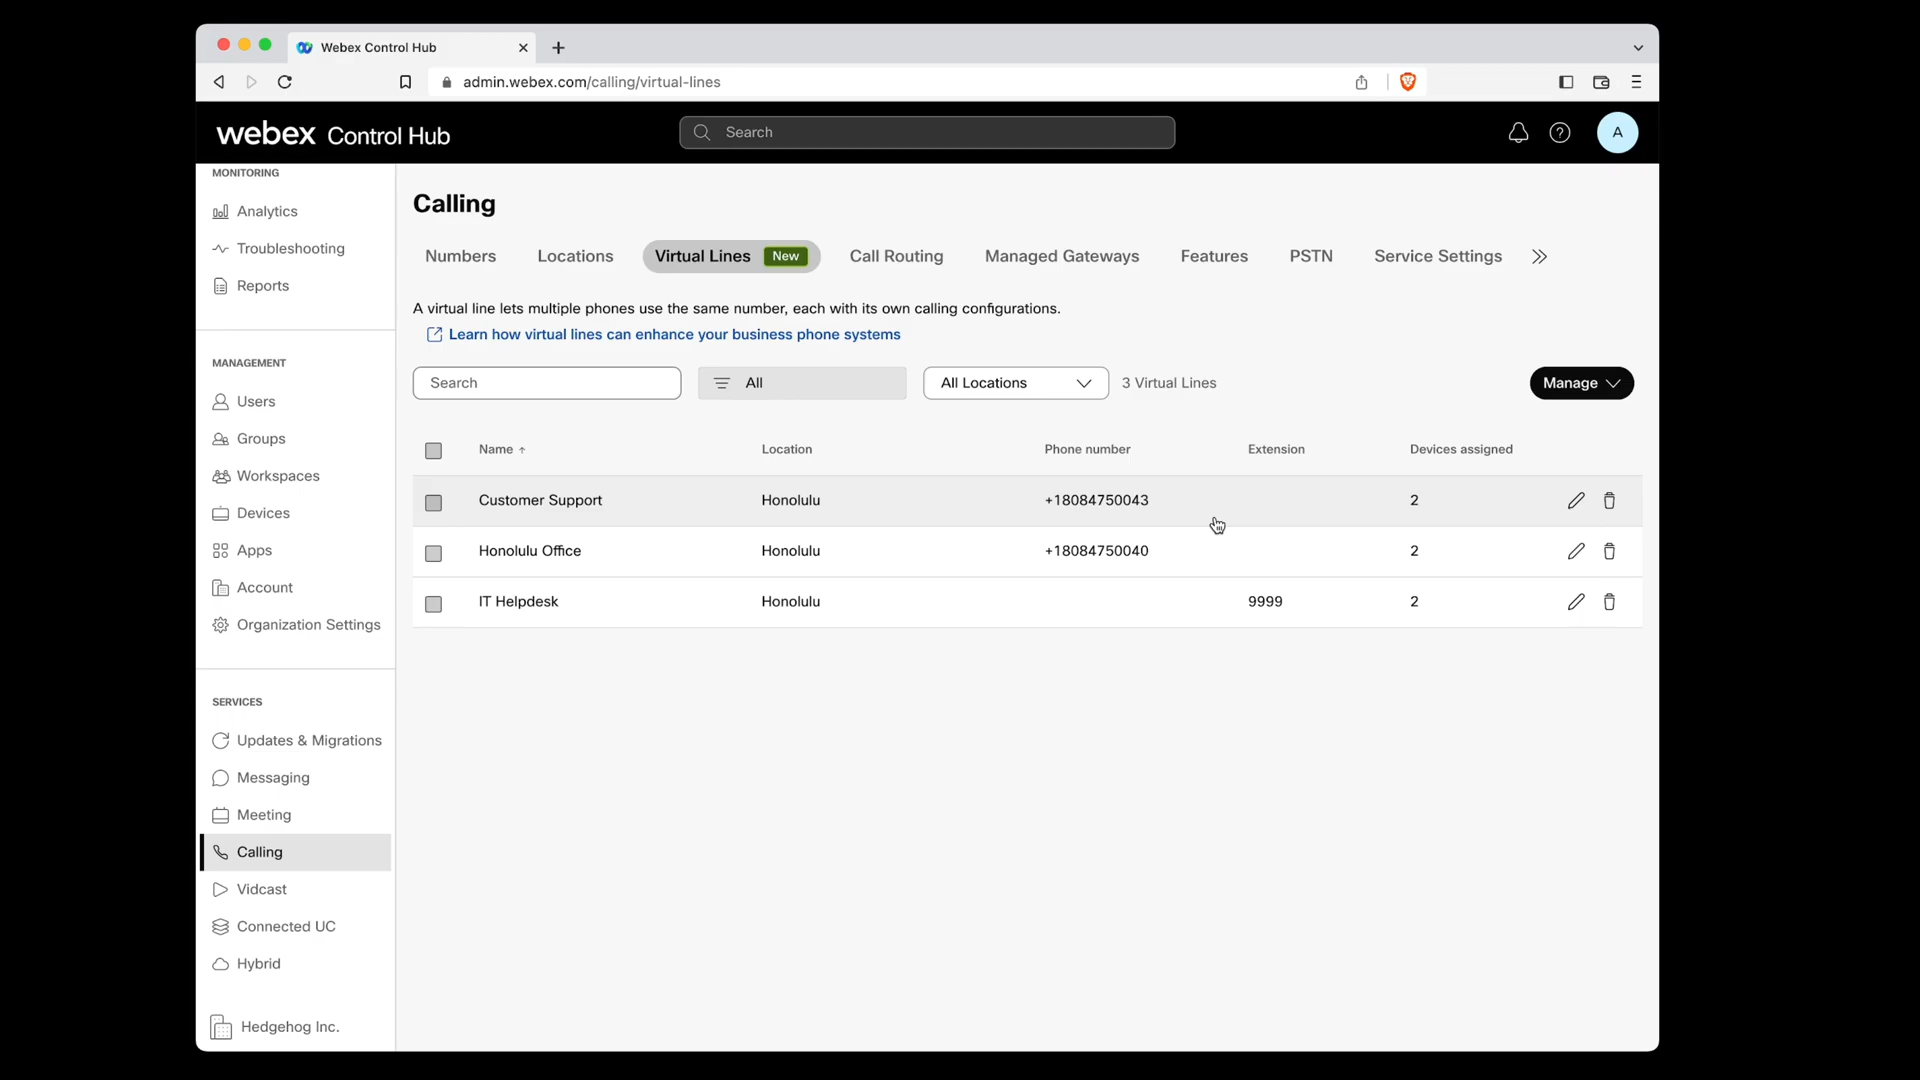 Webex Control Hub
admin.webex.com/calling/virtual-lines
webex Control Hub
Search
A
MONITORING
Analytics
Troubleshooting
Reports
MANAGEMENT
Users
Groups
Workspaces
Devices
Apps
Account
Organization Settings
SERVICES
Updates & Migrations
Messaging
Meeting
Calling
Vidcast
Connected UC
Hybrid
Hedgehog Inc.
Calling
Numbers Locations Virtual Lines New Call Routing Managed Gateways Features PSTN Service Settings
A virtual line lets multiple phones use the same number, each with its own calling configurations.
Learn how virtual lines can enhance your business phone systems
Search All All Locations 3 Virtual Lines Manage
Name ↑ Location Phone number Extension Devices assigned
Customer Support Honolulu +18084750043 2
Honolulu Office Honolulu +18084750040 2
IT Helpdesk Honolulu 9999 2